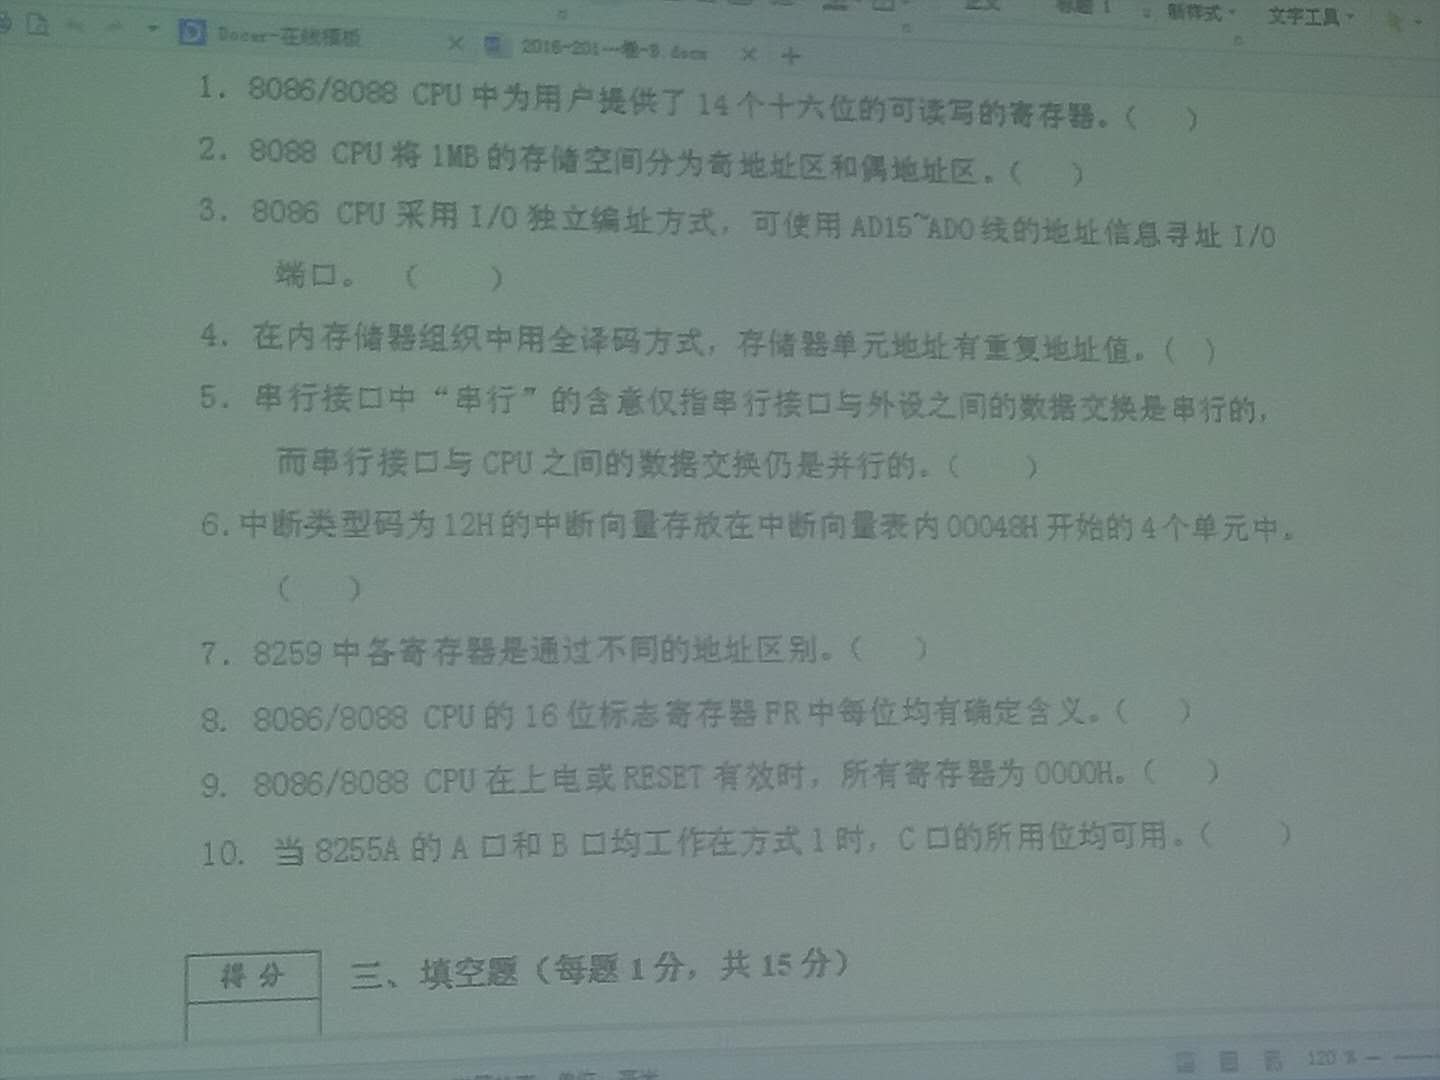 Docer-在线模板
2016-201一卷-B.docx
标题 1
新样式
文字工具
1. 8086/8088 CPU 中为用户提供了 14 个十六位的可读写的寄存器。（ ）
2. 8088 CPU 将 1MB 的存储空间分为奇地址区和偶地址区。（ ）
3. 8086 CPU 采用 I/O 独立编址方式，可使用 AD15~AD0 线的地址信息寻址 I/O
端口。 （ ）
4. 在内存储器组织中用全译码方式，存储器单元地址有重复地址值。（ ）
5. 串行接口中“串行”的含意仅指串行接口与外设之间的数据交换是串行的，
而串行接口与 CPU 之间的数据交换仍是并行的。（ ）
6. 中断类型码为 12H 的中断向量存放在中断向量表内 00048H 开始的 4 个单元中。
（ ）
7. 8259 中各寄存器是通过不同的地址区别。（ ）
8. 8086/8088 CPU 的 16 位标志寄存器 FR 中每位均有确定含义。（ ）
9. 8086/8088 CPU 在上电或 RESET 有效时，所有寄存器为 0000H。（ ）
10. 当 8255A 的 A 口和 B 口均工作在方式 1 时，C 口的所用位均可用。（ ）
得 分
三、填空题（每题 1 分，共 15 分）
120 %